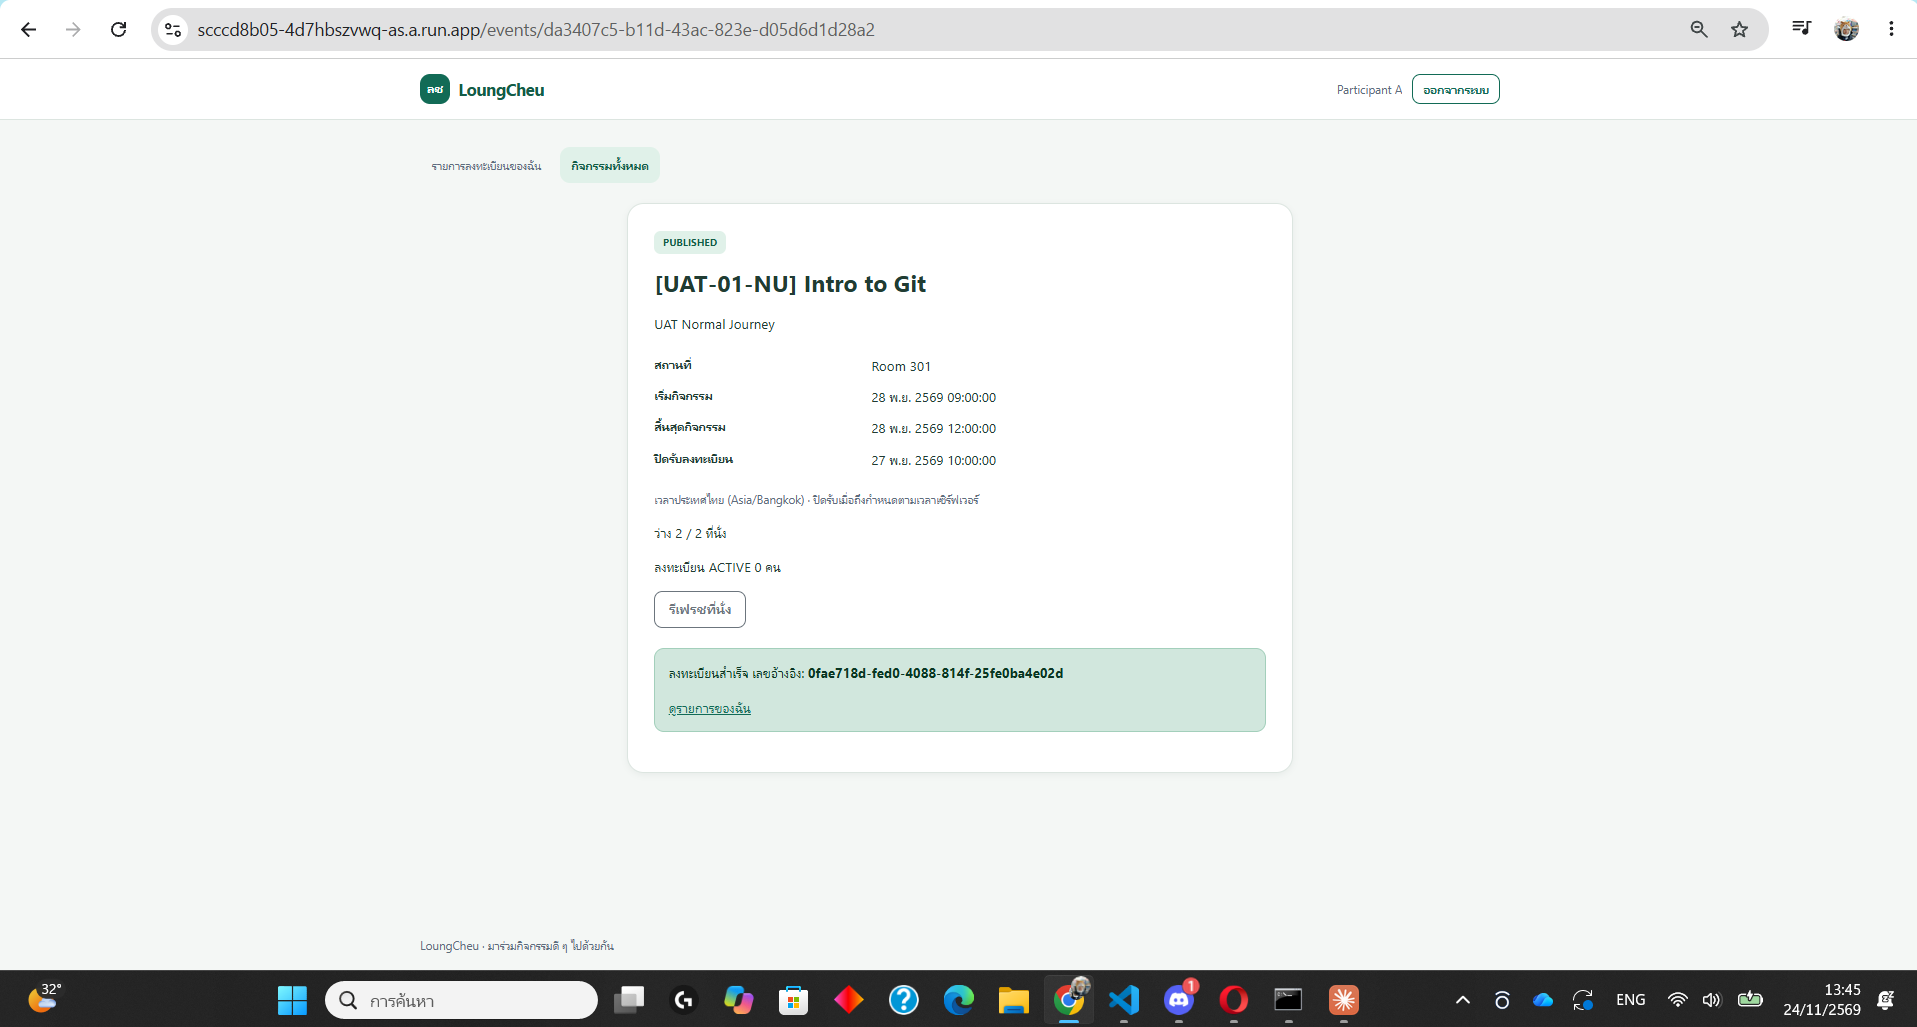 scccd8b05-4d7hbszvwq-as.a.run.app/events/da3407c5-b11d-43ac-823e-d05d6d1d28a2
ลช LoungCheu
Participant A ออกจากระบบ
รายการลงทะเบียนของฉัน กิจกรรมทั้งหมด
PUBLISHED
[UAT-01-NU] Intro to Git
UAT Normal Journey
สถานที่ Room 301
เริ่มกิจกรรม 28 พ.ย. 2569 09:00:00
สิ้นสุดกิจกรรม 28 พ.ย. 2569 12:00:00
ปิดรับลงทะเบียน 27 พ.ย. 2569 10:00:00
เวลาประเทศไทย (Asia/Bangkok) · ปิดรับเมื่อถึงกำหนดตามเวลาเซิร์ฟเวอร์
ว่าง 2 / 2 ที่นั่ง
ลงทะเบียน ACTIVE 0 คน
รีเฟรชที่นั่ง
ลงทะเบียนสำเร็จ เลขอ้างอิง: 0fae718d-fed0-4088-814f-25fe0ba4e02d
ดูรายการของฉัน
LoungCheu · มาร่วมกิจกรรมดี ๆ ไปด้วยกัน
32°
การค้นหา
1
ENG
13:45
24/11/2569